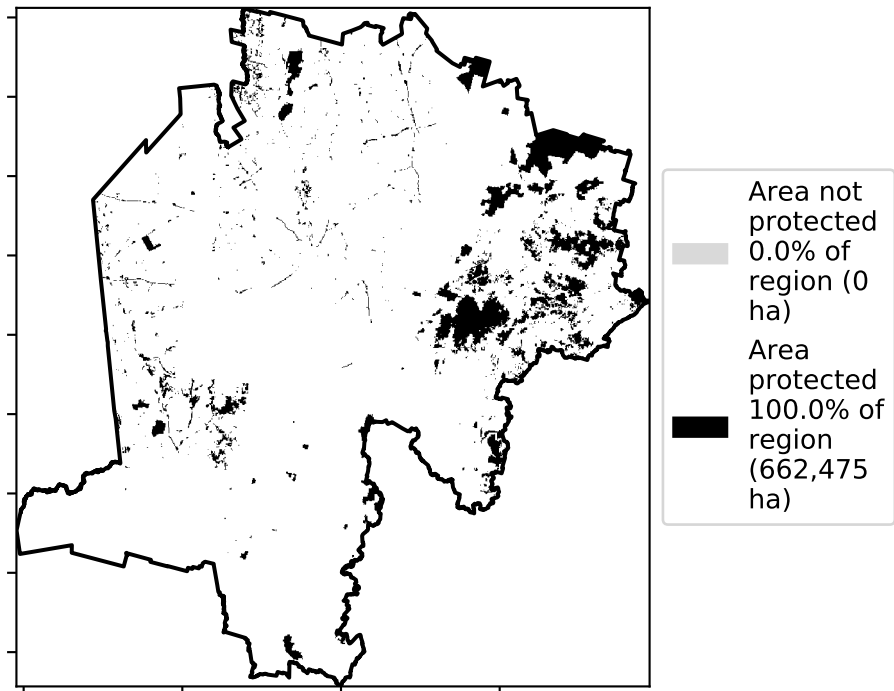 Area not
protected
0.0% of
region (0
ha)
Area
protected
100.0% of
region
(662,475
ha)